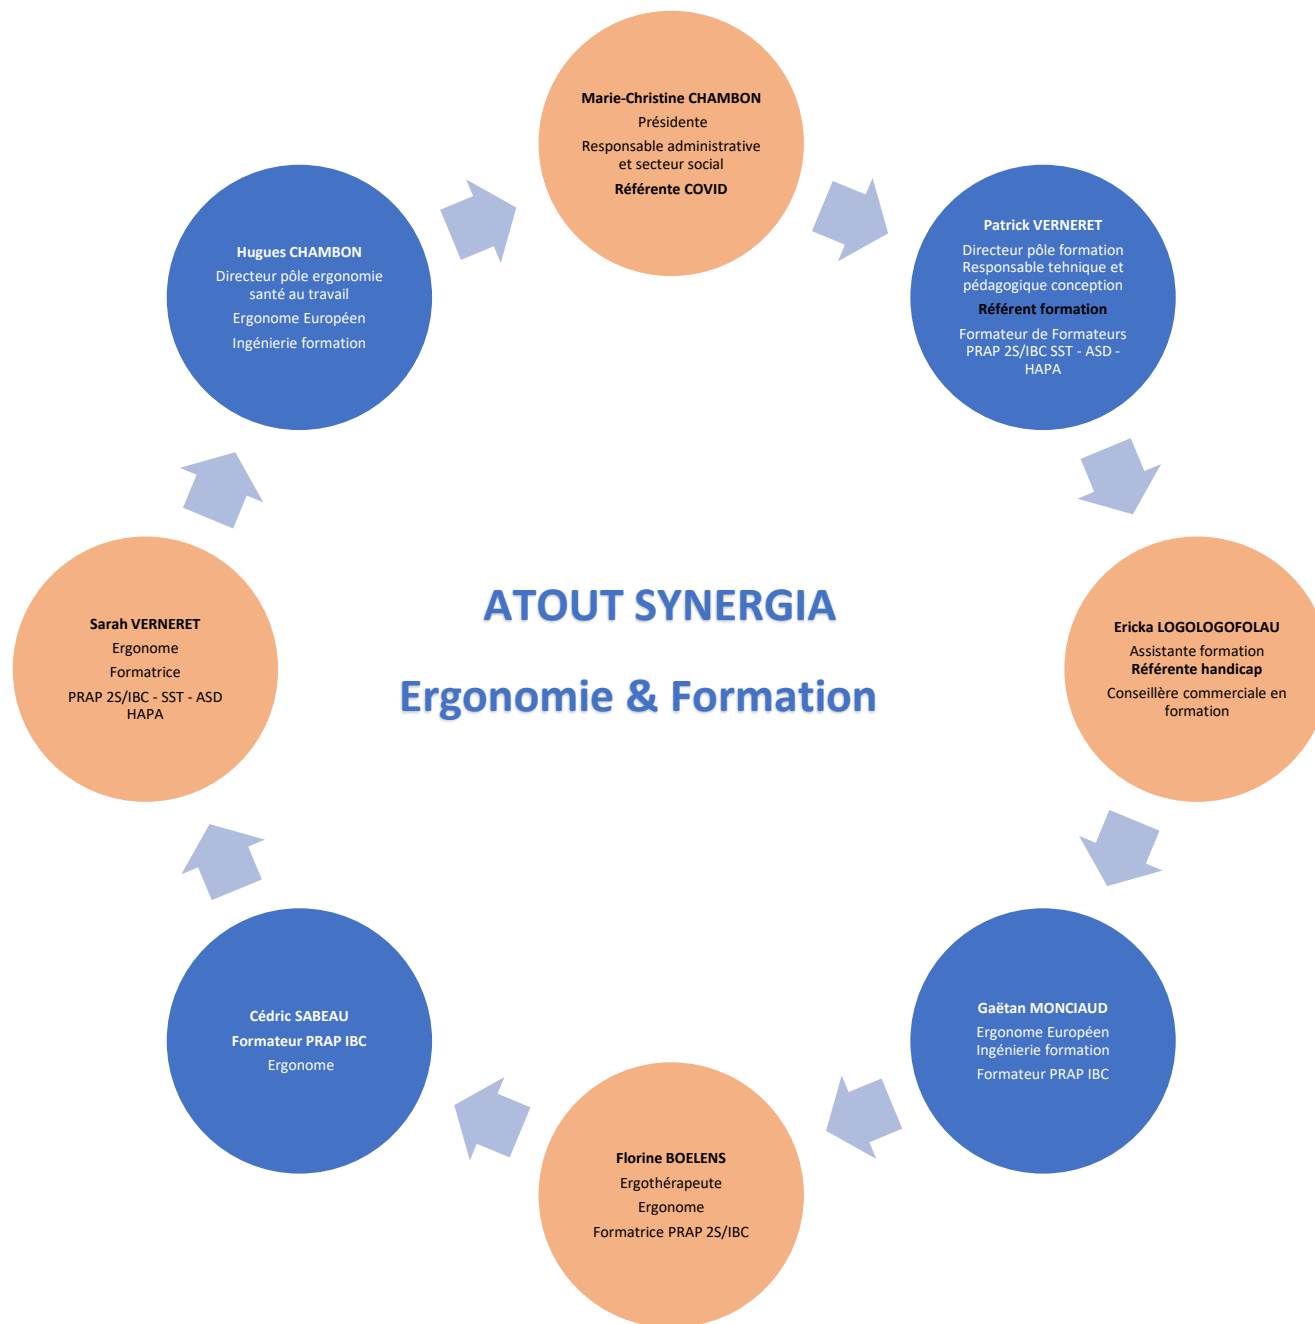 Marie-Christine CHAMBON
Présidente
Responsable administrative
et secteur social
Référente COVID
Patrick VERNERET
Directeur pôle formation
Responsable tehnique et
pédagogique conception
Référent formation
Formateur de Formateurs
PRAP 2S/IBC SST - ASD -
HAPA
Ericka LOGOLOGOFOLAU
Assistante formation
Référente handicap
Conseillère commerciale en
formation
Gaëtan MONCIAUD
Ergonome Européen
Ingénierie formation
Formateur PRAP IBC
Florine BOELENS
Ergothérapeute
Ergonome
Formatrice PRAP 2S/IBC
Cédric SABEAU
Formateur PRAP IBC
Ergonome
Sarah VERNERET
Ergonome
Formatrice
PRAP 2S/IBC - SST - ASD
HAPA
Hugues CHAMBON
Directeur pôle ergonomie
santé au travail
Ergonome Européen
Ingénierie formation
ATOUT SYNERGIA
Ergonomie & Formation